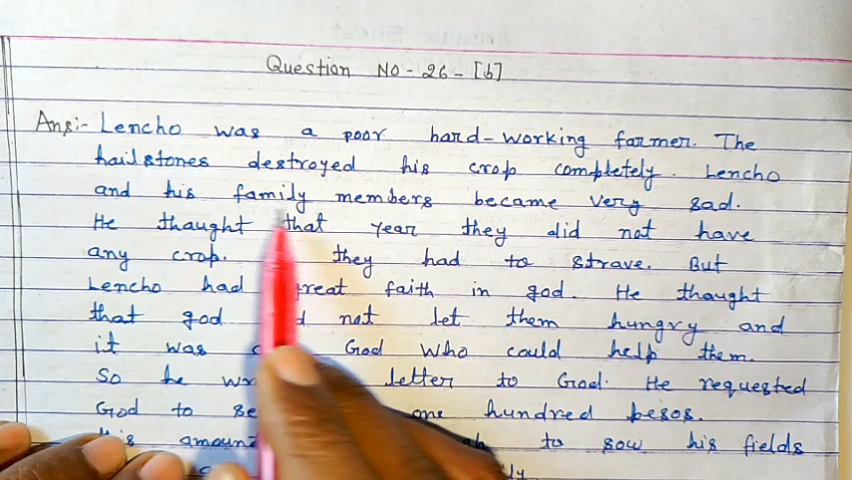 Question No - 26 - [b]
Ans:- Lencho was a poor hard-working farmer. The
hailstones destroyed his crop completely. Lencho
and his family members became very sad.
He thaught that year they did not have
any crop. they had to strave. But
Lencho had great faith in god. He thaught
that god not let them hungry and
it was God who could help them.
So he letter to God. He requested
God to one hundred pesos.
amount to sow his fields